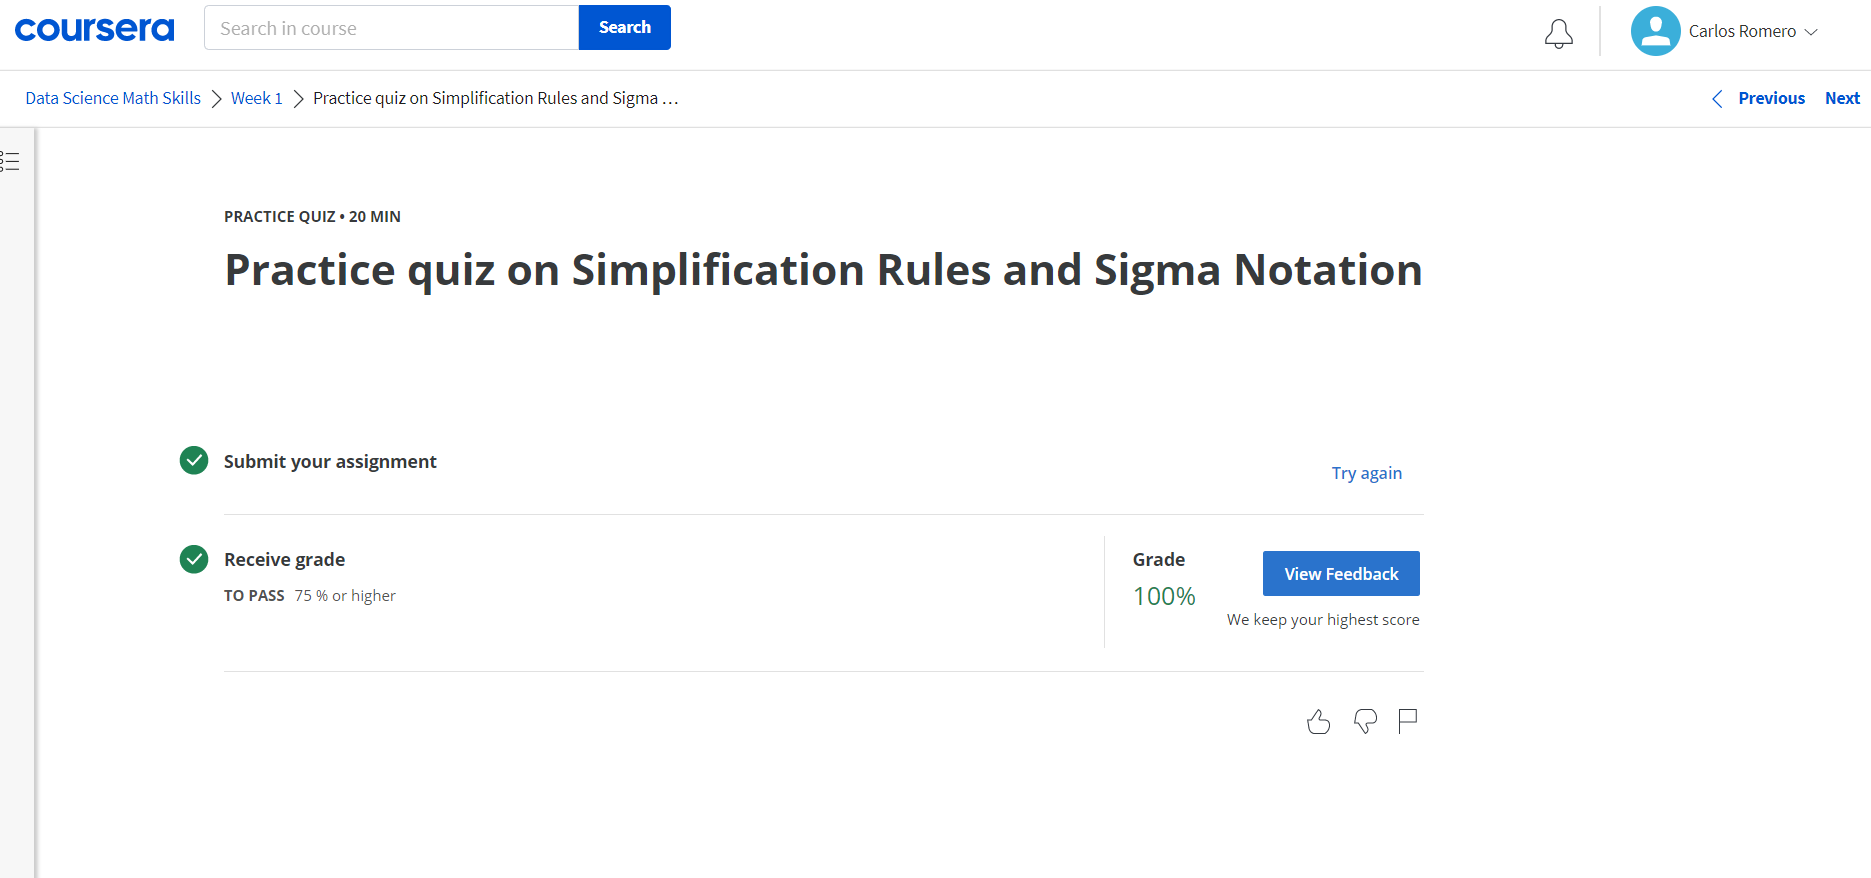 coursera
Search in course
Search
Carlos Romero
Data Science Math Skills
Week 1
Practice quiz on Simplification Rules and Sigma …
Previous
Next
PRACTICE QUIZ • 20 MIN
Practice quiz on Simplification Rules and Sigma Notation
Submit your assignment
Try again
Receive grade
TO PASS 75 % or higher
Grade
100%
View Feedback
We keep your highest score